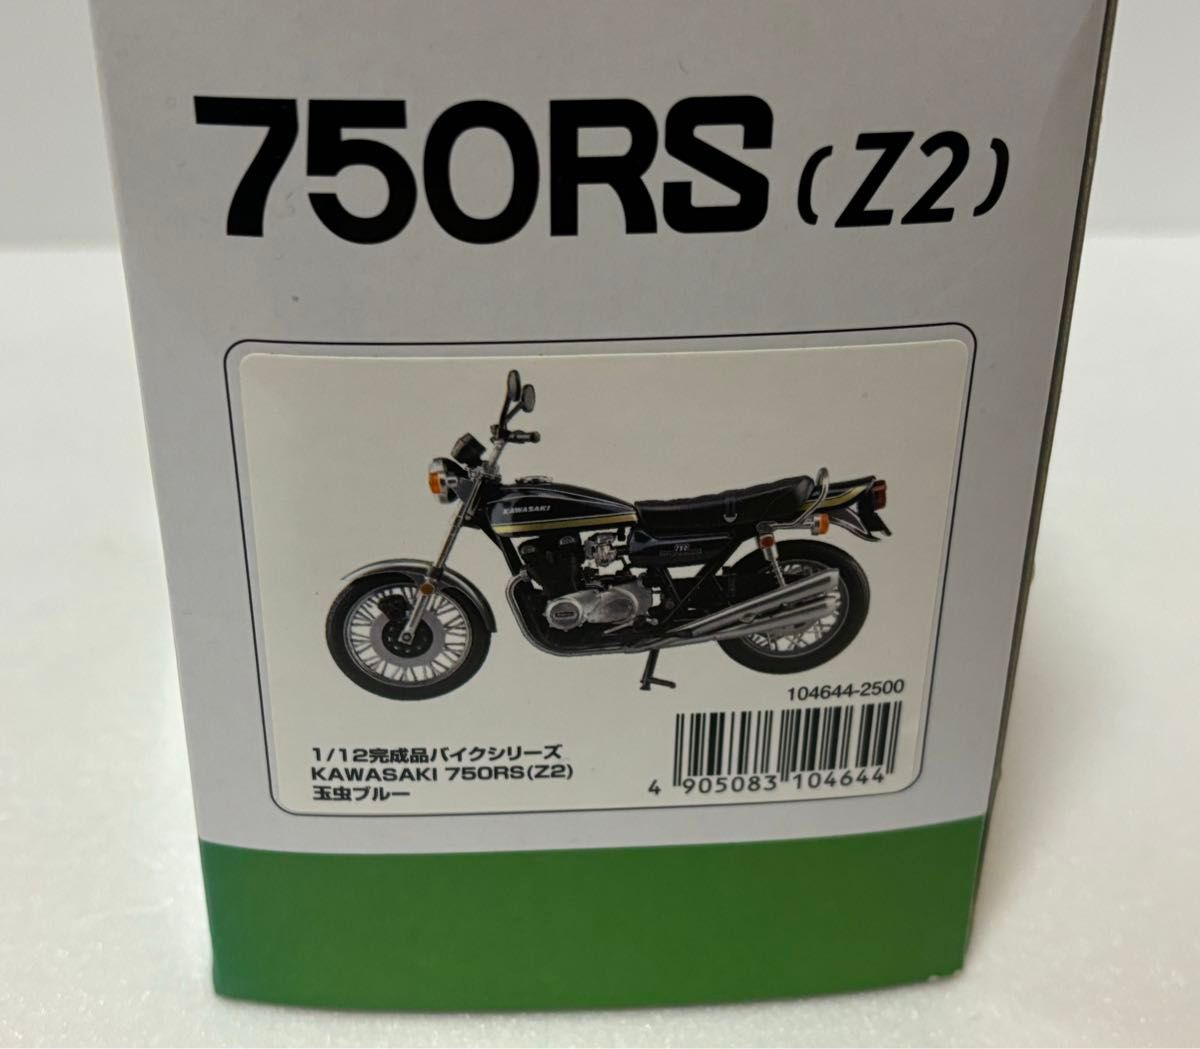 750RS(Z2)
KAWASAKI
750
104644-2500
1/12完成品バイクシリーズ
KAWASAKI 750RS(Z2)
玉虫ブルー
4 905083 104644